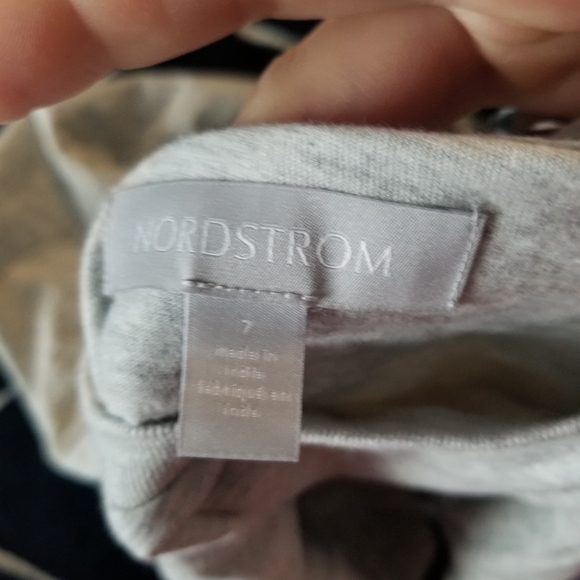 NORDSTROM
7
made in
india
fabriqué en
inde